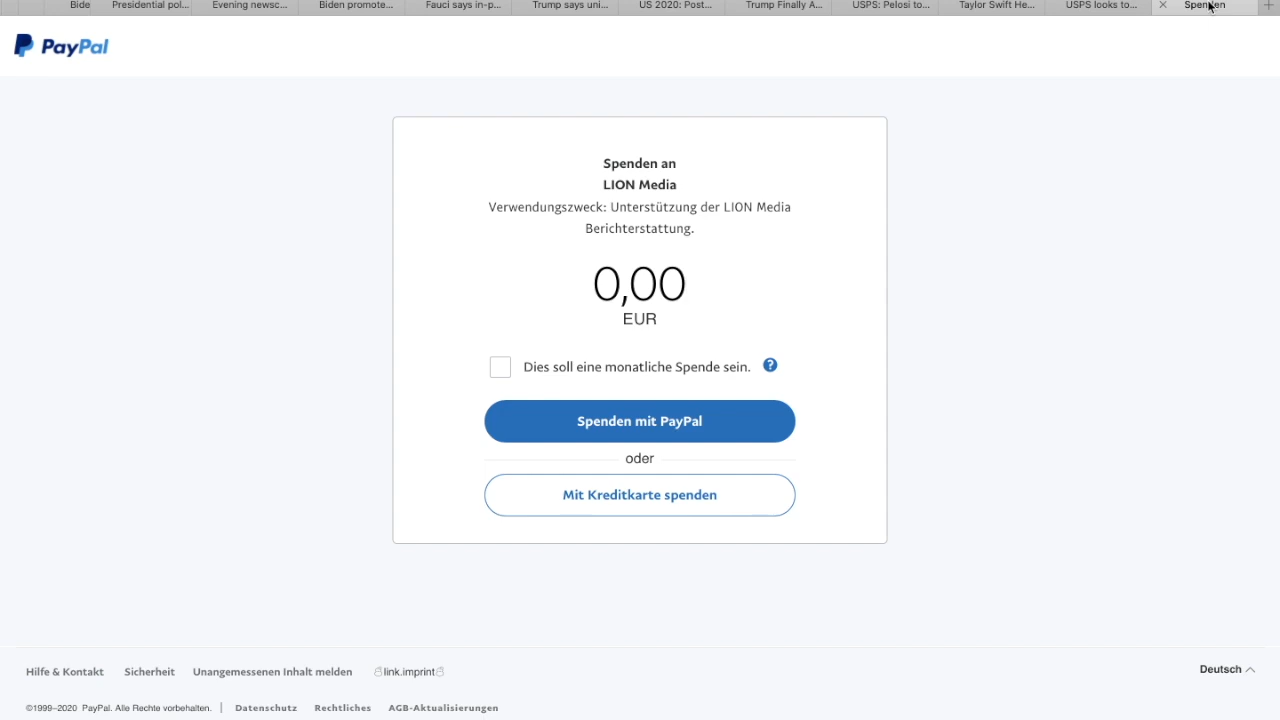 Bide
Presidential pol...
Evening newsc...
Biden promote...
Fauci says in-p...
Trump says uni...
US 2020: Post...
Trump Finally A...
USPS: Pelosi to...
Taylor Swift He...
USPS looks to...
Spenden
PayPal
Spenden an
LION Media
Verwendungszweck: Unterstützung der LION Media
Berichterstattung.
0,00
EUR
Dies soll eine monatliche Spende sein.
?
Spenden mit PayPal
oder
Mit Kreditkarte spenden
Hilfe & Kontakt
Sicherheit
Unangemessenen Inhalt melden
link.imprint
Deutsch
©1999–2020 PayPal. Alle Rechte vorbehalten. |
Datenschutz
Rechtliches
AGB-Aktualisierungen